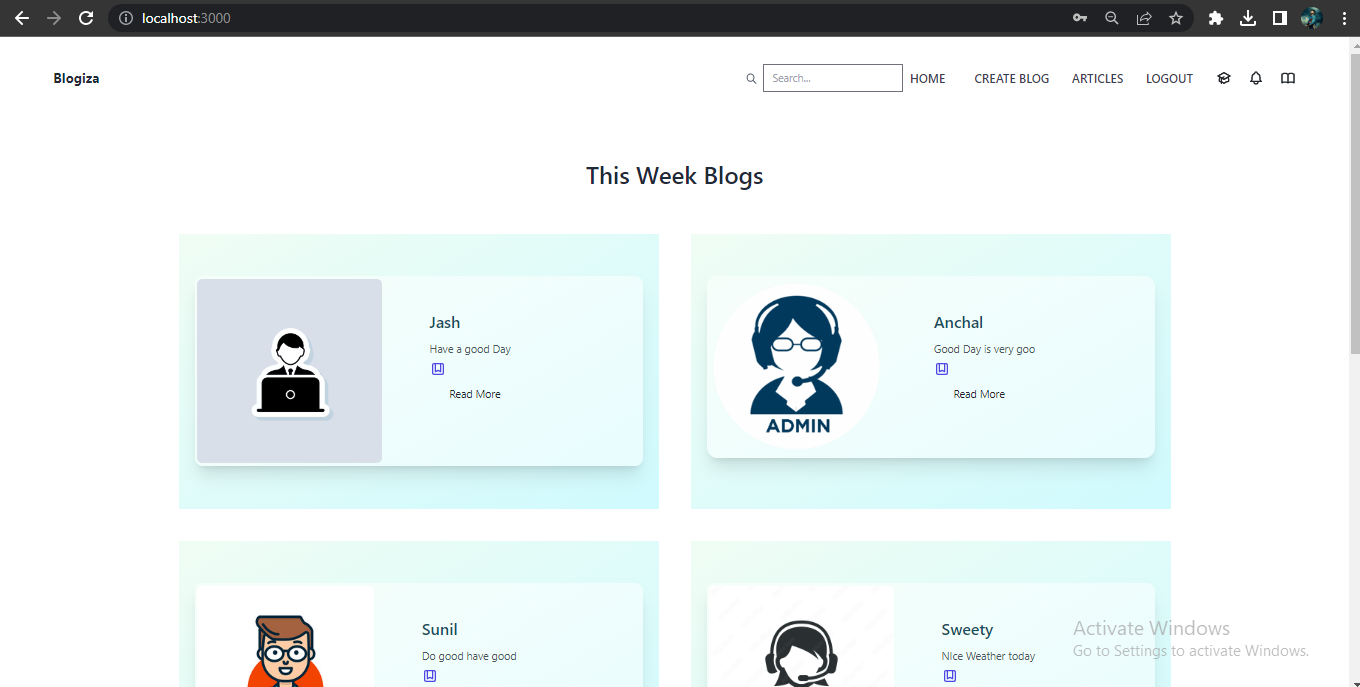 localhost:3000
Blogiza
Search...
HOME
CREATE BLOG
ARTICLES
LOGOUT
This Week Blogs
Jash
Have a good Day
Read More
ADMIN
Anchal
Good Day is very goo
Read More
Sunil
Do good have good
Sweety
NIce Weather today
Activate Windows
Go to Settings to activate Windows.